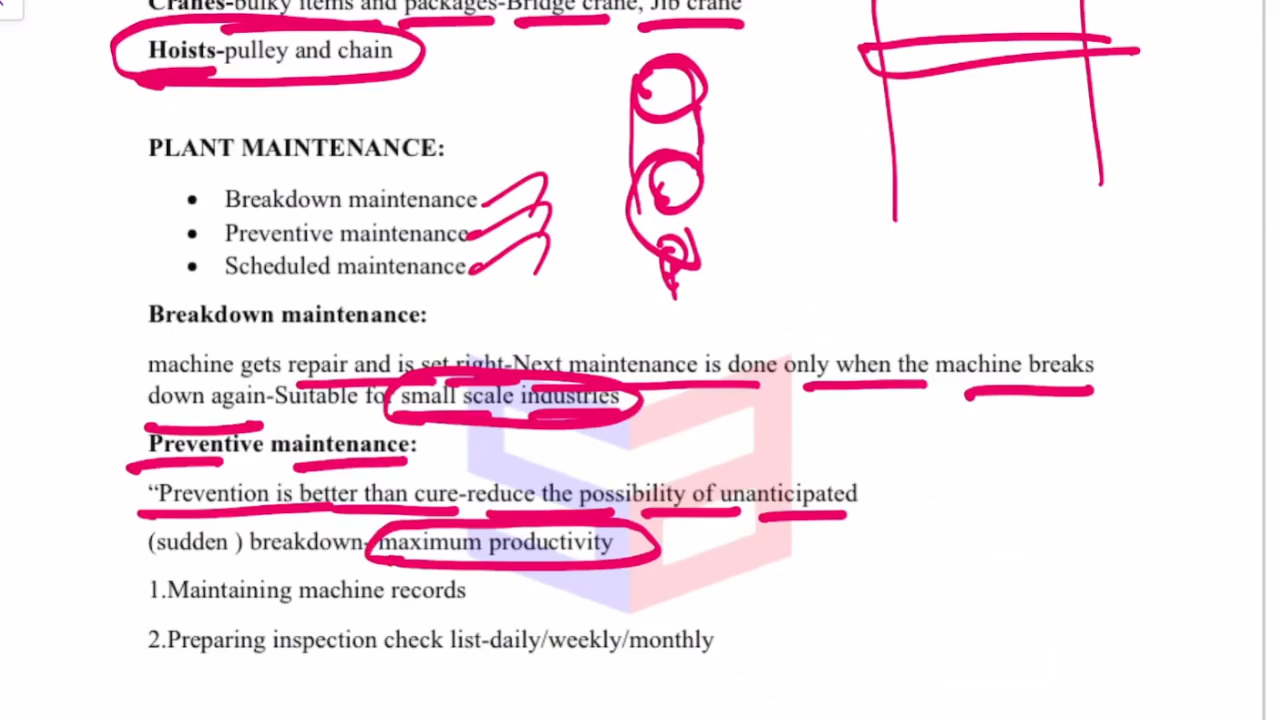 Cranes-bulky items and packages-Bridge crane, Jib crane
Hoists-pulley and chain
PLANT MAINTENANCE:
• Breakdown maintenance
• Preventive maintenance
• Scheduled maintenance
Breakdown maintenance:
machine gets repair and is set right-Next maintenance is done only when the machine breaks
down again-Suitable for small scale industries
Preventive maintenance:
“Prevention is better than cure-reduce the possibility of unanticipated
(sudden ) breakdown-maximum productivity
1.Maintaining machine records
2.Preparing inspection check list-daily/weekly/monthly